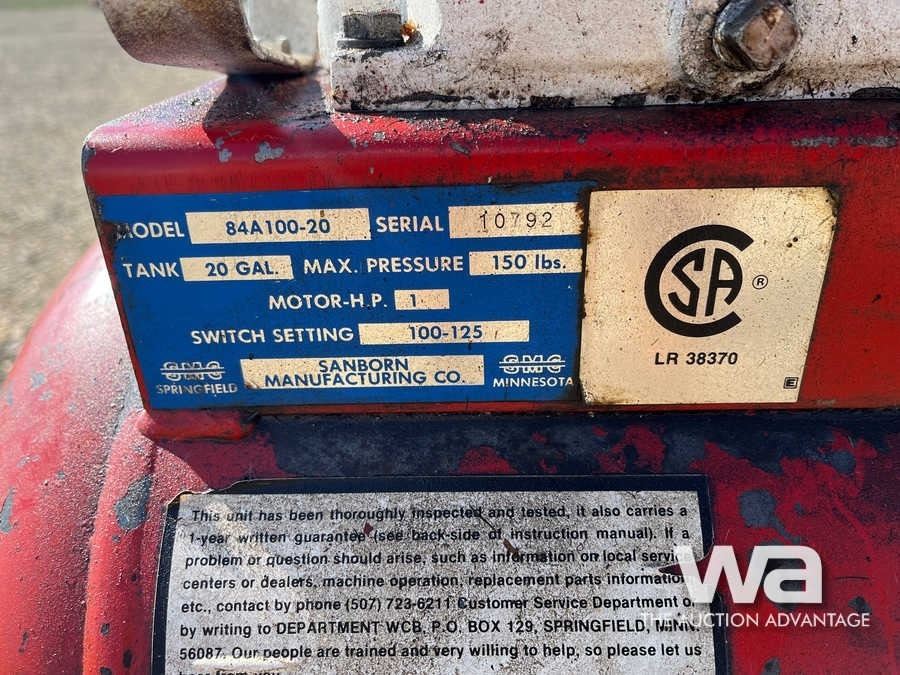 MODEL 84A100-20 SERIAL 10792
TANK 20 GAL. MAX. PRESSURE 150 lbs.
MOTOR-H.P. 1
SWITCH SETTING 100-125
SMC SPRINGFIELD
SANBORN
MANUFACTURING CO.
SMC MINNESOTA
CSA ®
LR 38370
E
This unit has been thoroughly inspected and tested, it also carries a
1-year written guarantee (see back-side of instruction manual). If a
problem or question should arise, such as information on local service
centers or dealers, machine operation, replacement parts information,
etc., contact by phone (507) 723-6211 Customer Service Department or
by writing to DEPARTMENT WCB, P.O. BOX 129, SPRINGFIELD, MINN.
56087. Our people are trained and very willing to help, so please let us
hear from you.
wa
THE AUCTION ADVANTAGE